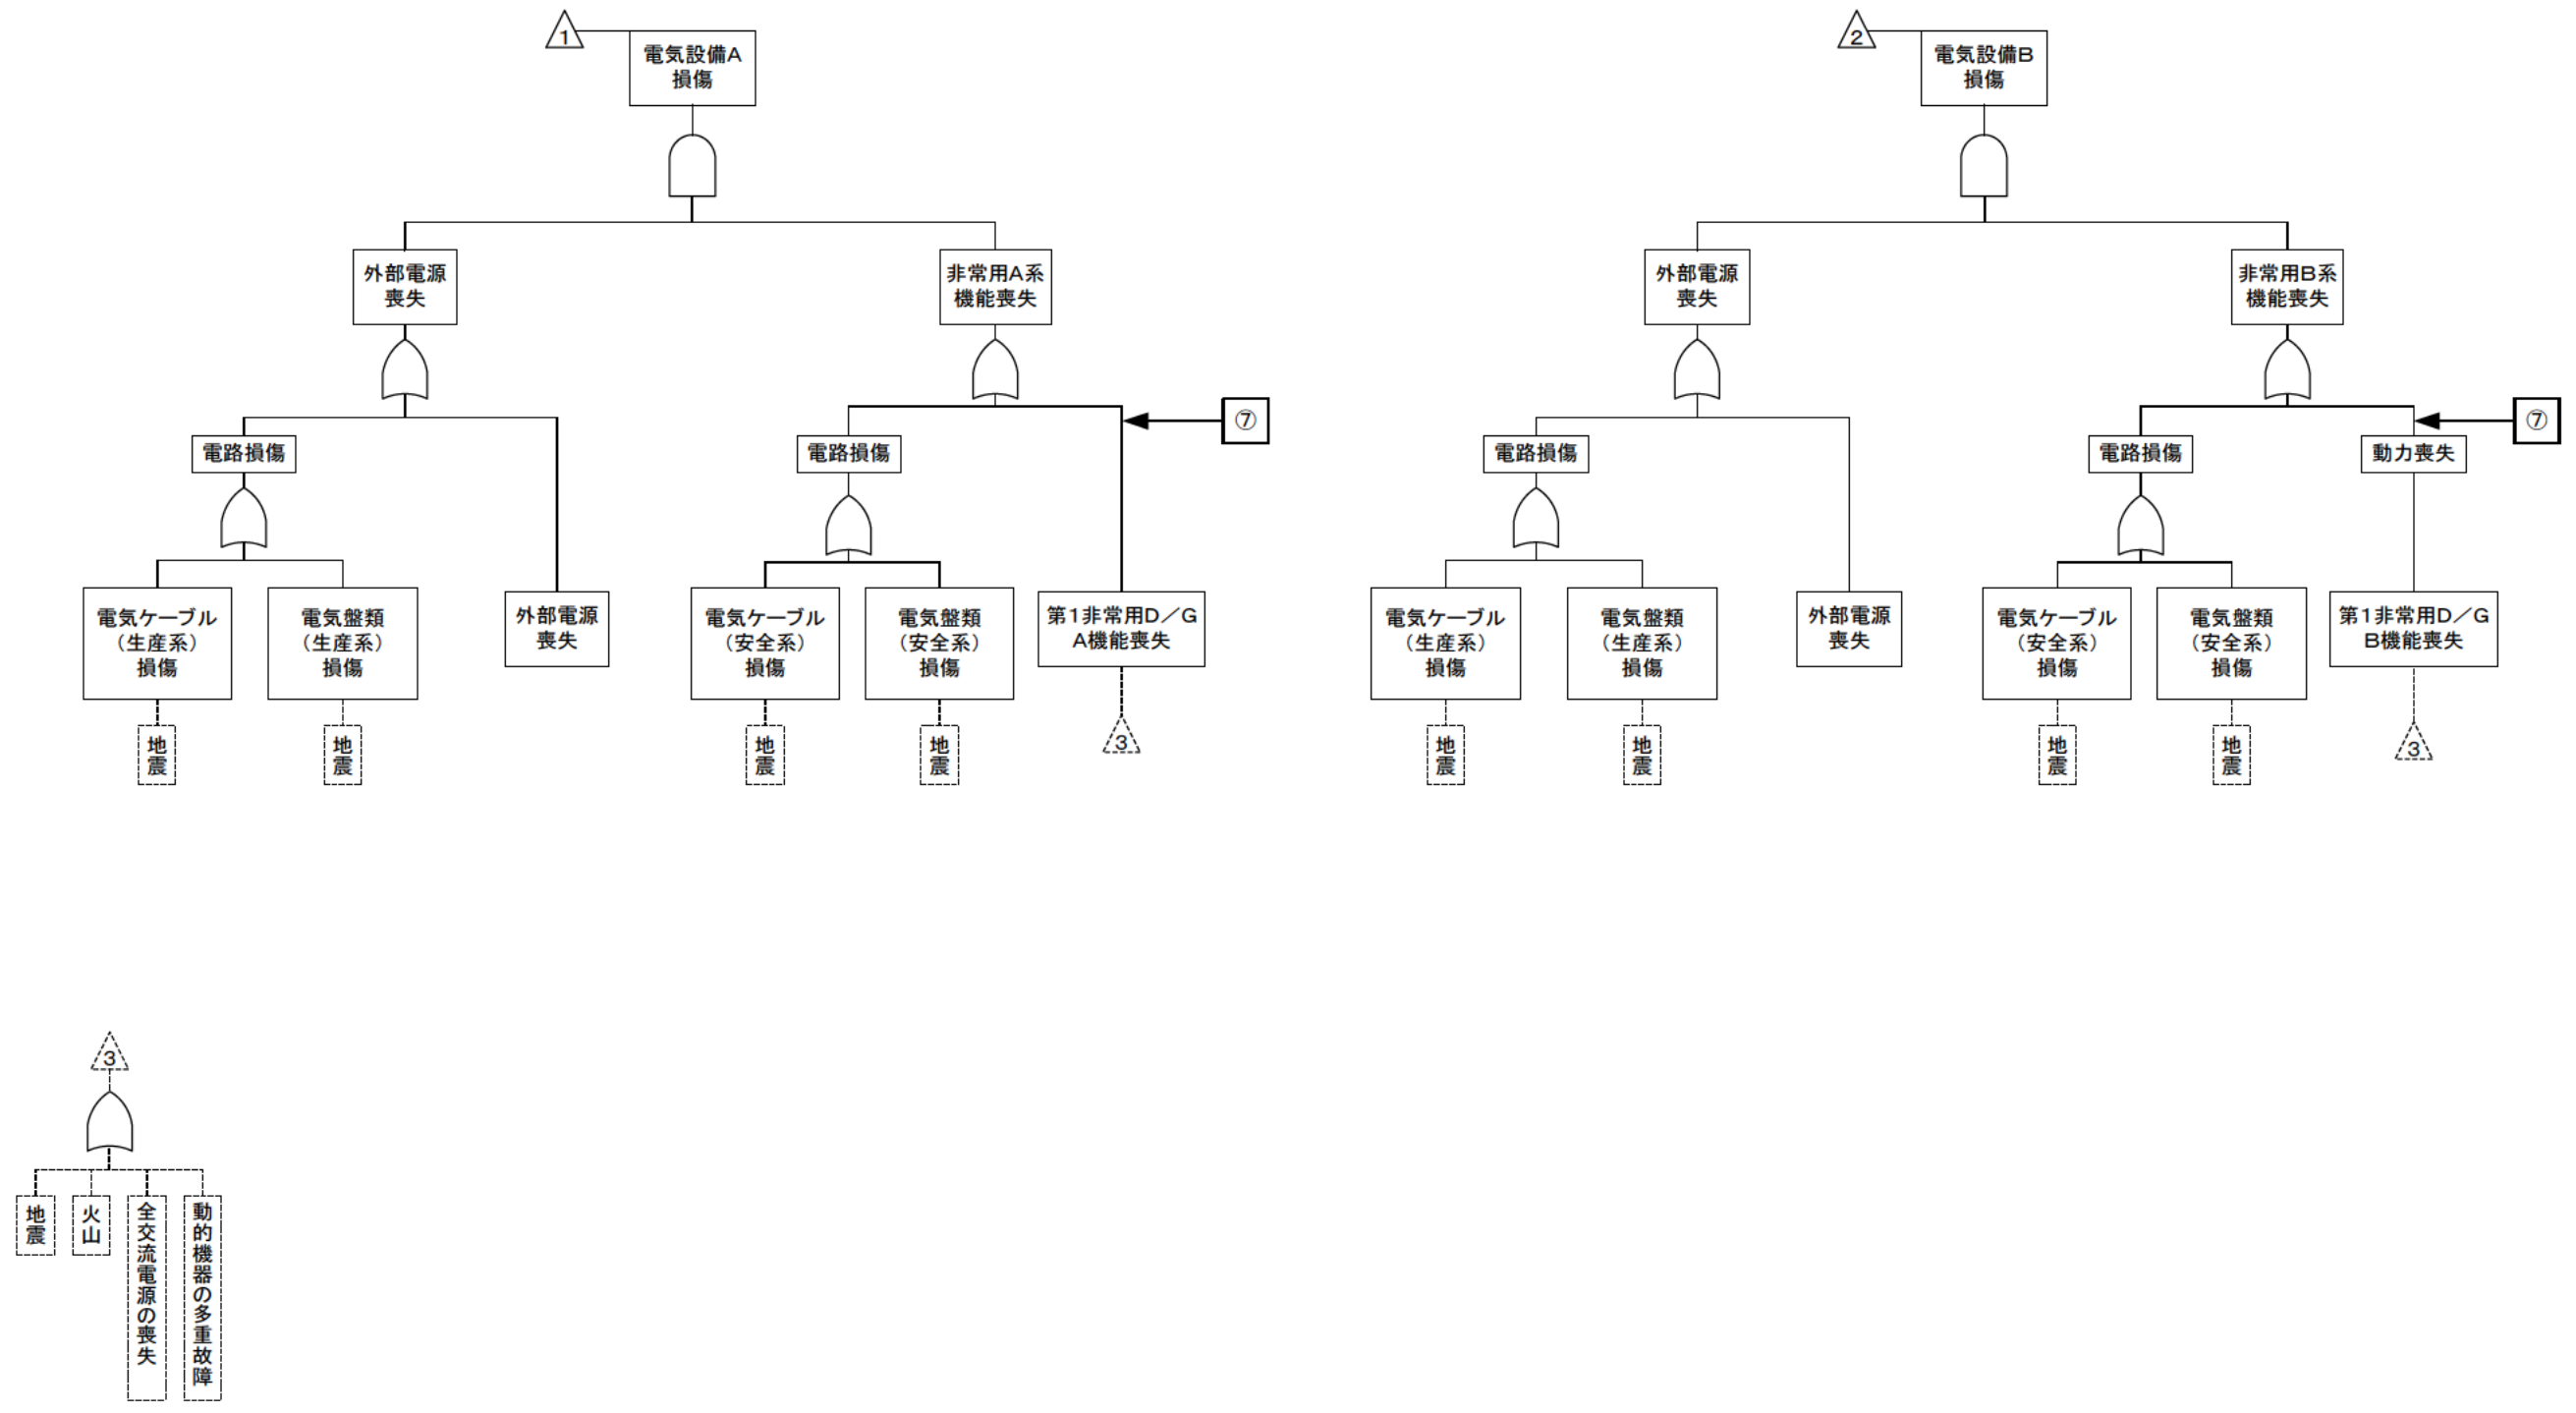 1
電気設備A
損傷
外部電源
喪失
非常用A系
機能喪失
⑦
電路損傷
電路損傷
電気ケーブル
（生産系）
損傷
電気盤類
（生産系）
損傷
外部電源
喪失
電気ケーブル
（安全系）
損傷
電気盤類
（安全系）
損傷
第1非常用D／G
A機能喪失
地震
地震
地震
地震
3
2
電気設備B
損傷
外部電源
喪失
非常用B系
機能喪失
⑦
電路損傷
電路損傷
動力喪失
電気ケーブル
（生産系）
損傷
電気盤類
（生産系）
損傷
外部電源
喪失
電気ケーブル
（安全系）
損傷
電気盤類
（安全系）
損傷
第1非常用D／G
B機能喪失
地震
地震
地震
地震
3
3
地震
火山
全交流電源の喪失
動的機器の多重故障